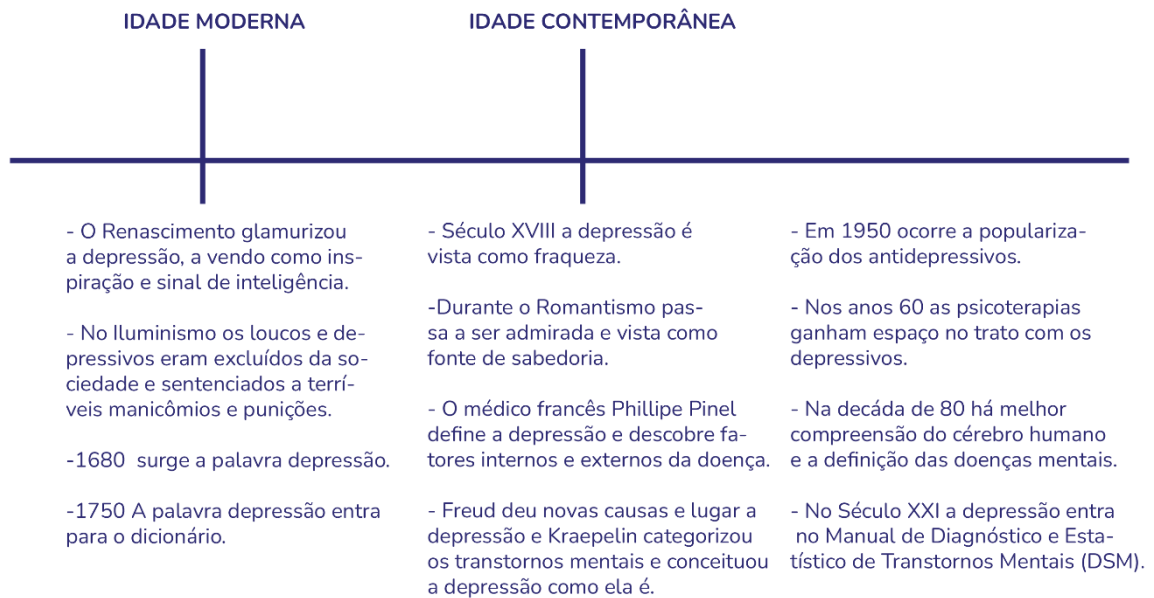 IDADE MODERNA
- O Renascimento glamurizou
a depressão, a vendo como ins-
piração e sinal de inteligência.
- No Iluminismo os loucos e de-
pressivos eram excluídos da so-
ciedade e sentenciados a terrí-
veis manicômios e punições.
-1680  surge a palavra depressão.
-1750 A palavra depressão entra
para o dicionário.
IDADE CONTEMPORÂNEA
- Século XVIII a depressão é
vista como fraqueza.
-Durante o Romantismo pas-
sa a ser admirada e vista como
fonte de sabedoria.
- O médico francês Phillipe Pinel
define a depressão e descobre fa-
tores internos e externos da doença.
- Freud deu novas causas e lugar a
depressão e Kraepelin categorizou
os transtornos mentais e conceituou
a depressão como ela é.
- Em 1950 ocorre a populariza-
ção dos antidepressivos.
- Nos anos 60 as psicoterapias
ganham espaço no trato com os
depressivos.
- Na decáda de 80 há melhor
compreensão do cérebro humano
e a definição das doenças mentais.
- No Século XXI a depressão entra
no Manual de Diagnóstico e Esta-
tístico de Transtornos Mentais (DSM).